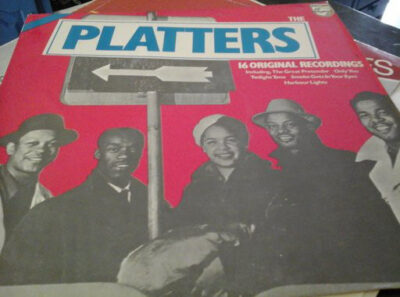 THE
PLATTERS
16 ORIGINAL RECORDINGS
Including, The Great Pretender Only You
Twilight Time Smoke Gets In Your Eyes
Harbour Lights